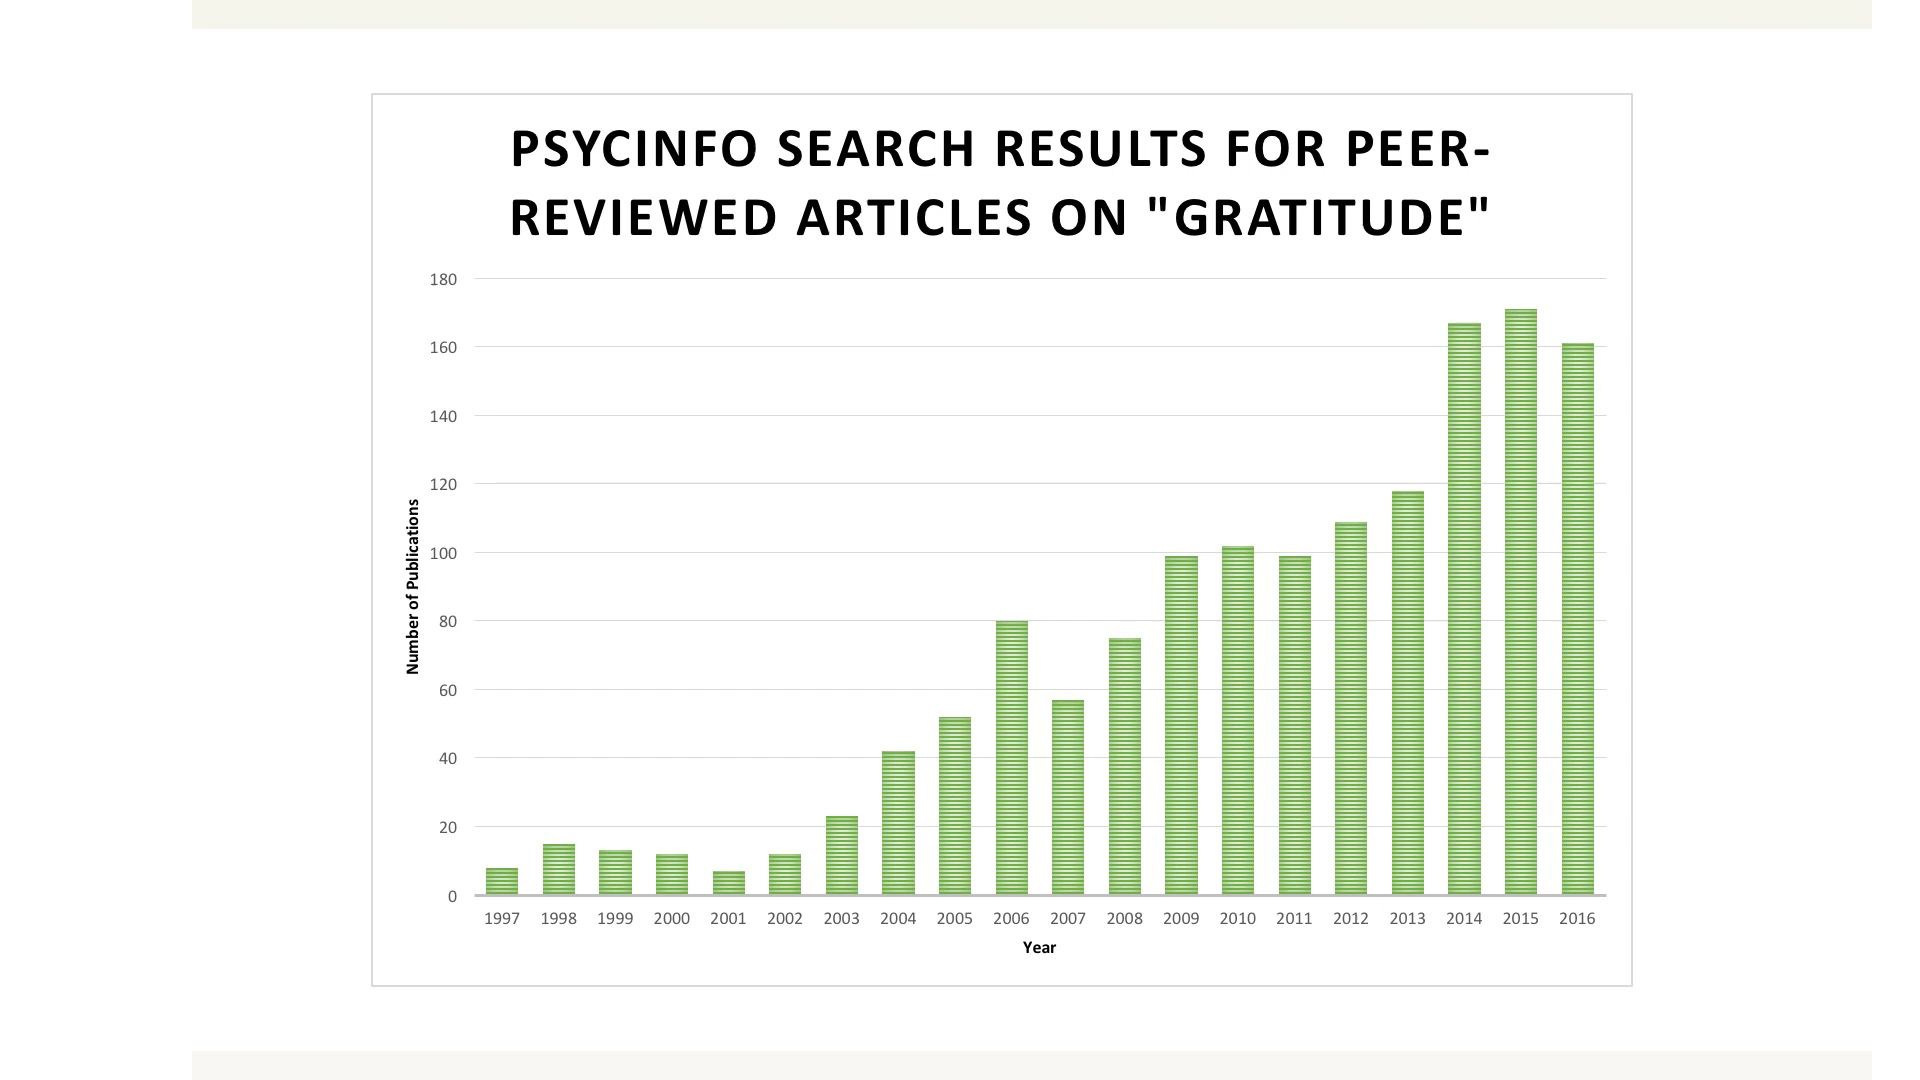 PSYCINFO SEARCH RESULTS FOR PEER-
REVIEWED ARTICLES ON "GRATITUDE"
180
160
140
120
100
80
60
40
20
0
Number of Publications
1997 1998 1999 2000 2001 2002 2003 2004 2005 2006 2007 2008 2009 2010 2011 2012 2013 2014 2015 2016
Year